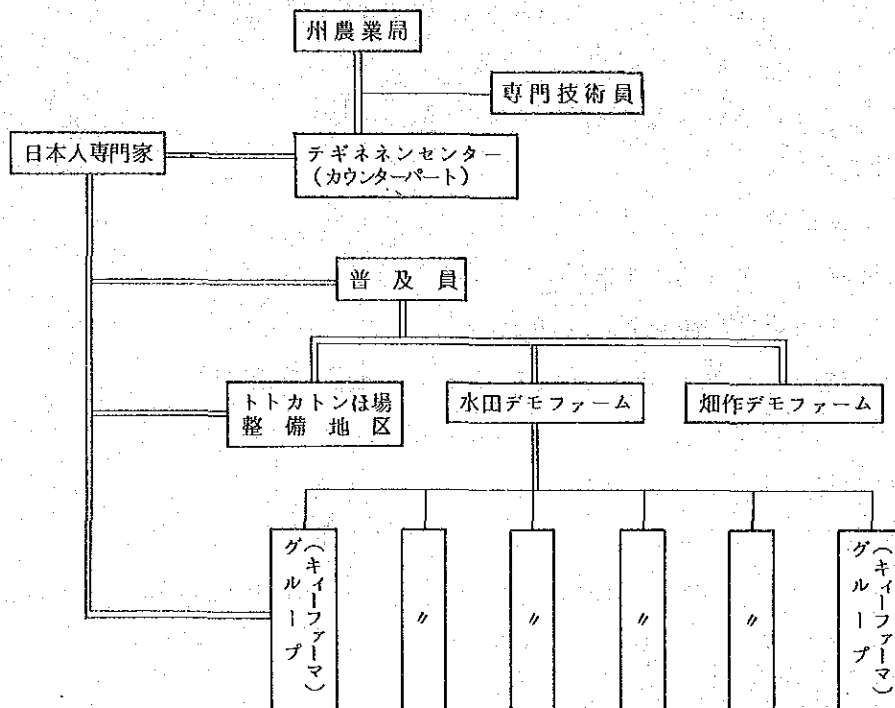 州農業局
専門技術員
日本人専門家
テギネネンセンター
(カウンターパート)
普及員
トトカトンほ場
整備地区
水田デモファーム
畑作デモファーム
(キィーファーマ)
グループ
〃
〃
〃
〃
(キィーファーマ)
グループ